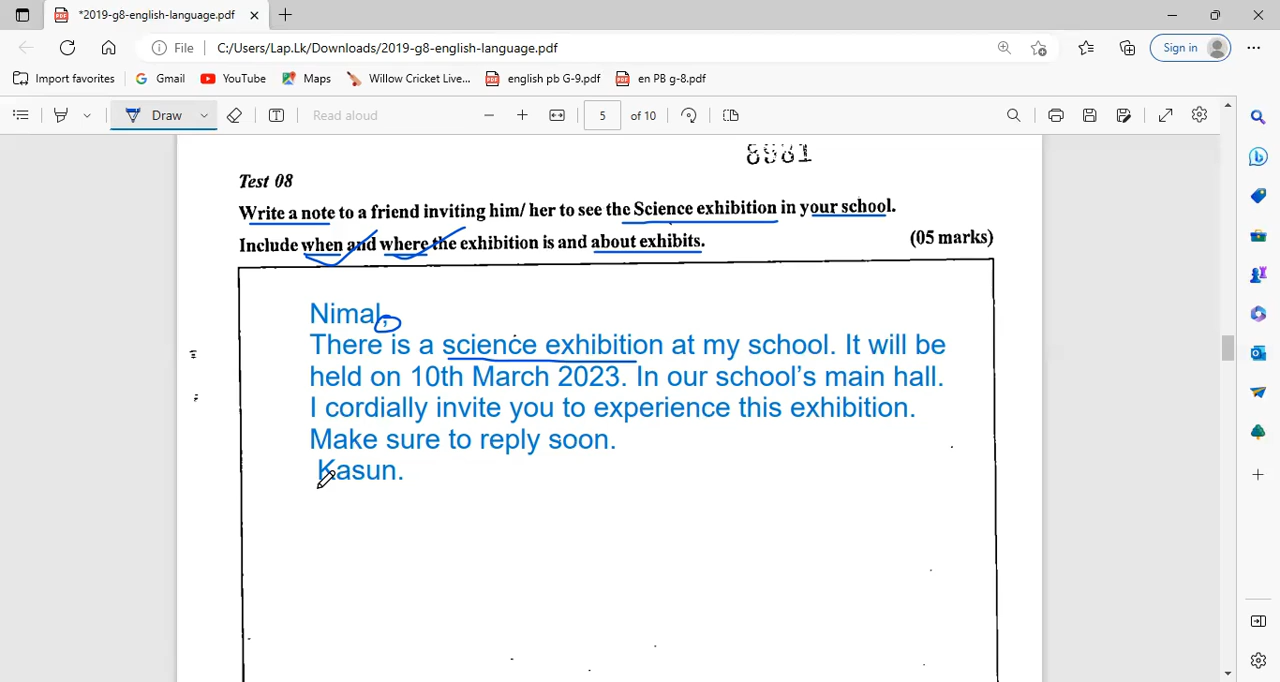 *2019-g8-english-language.pdf
File C:/Users/Lap.Lk/Downloads/2019-g8-english-language.pdf Sign in
Import favorites Gmail YouTube Maps Willow Cricket Live... english pb G-9.pdf en PB g-8.pdf
Draw Read aloud 5 of 10
8981
Test 08
Write a note to a friend inviting him/ her to see the Science exhibition in your school.
Include when and where the exhibition is and about exhibits. (05 marks)
Nimal,
There is a science exhibition at my school. It will be
held on 10th March 2023. In our school's main hall.
I cordially invite you to experience this exhibition.
Make sure to reply soon.
Kasun.